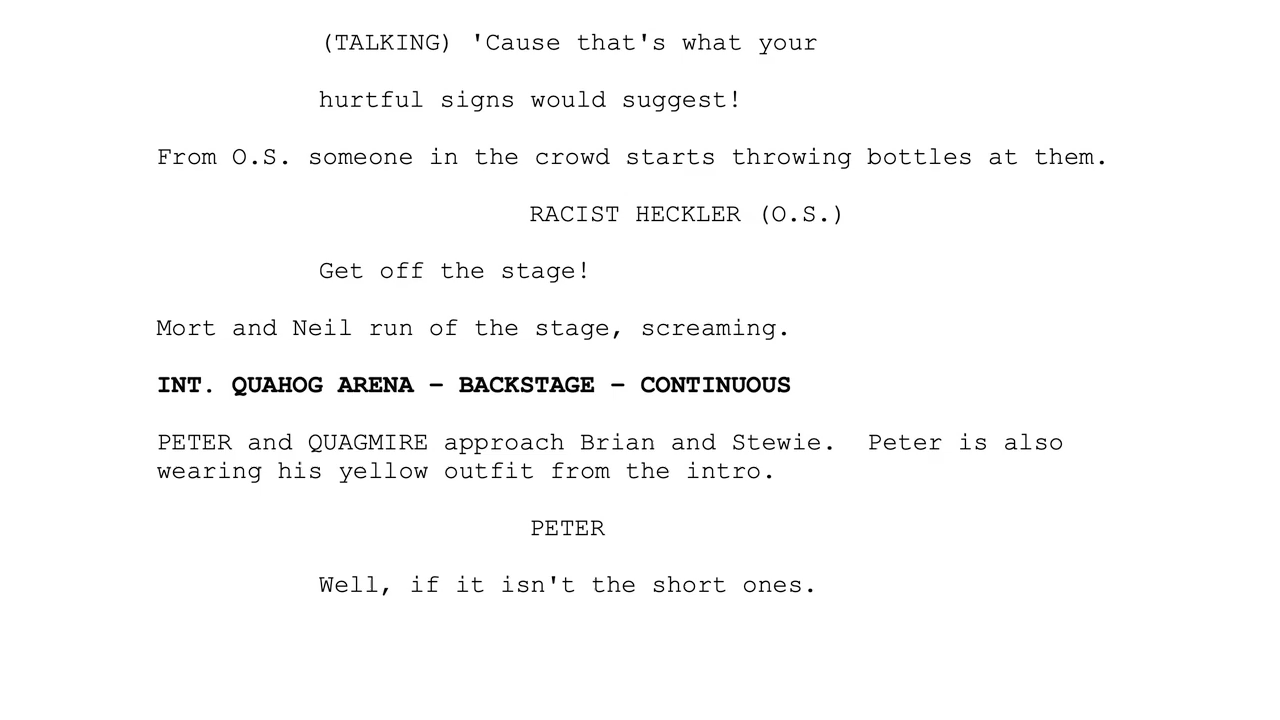 (TALKING) 'Cause that's what your
hurtful signs would suggest!
From O.S. someone in the crowd starts throwing bottles at them.
RACIST HECKLER (O.S.)
Get off the stage!
Mort and Neil run of the stage, screaming.
INT. QUAHOG ARENA – BACKSTAGE – CONTINUOUS
PETER and QUAGMIRE approach Brian and Stewie.  Peter is also
wearing his yellow outfit from the intro.
PETER
Well, if it isn't the short ones.